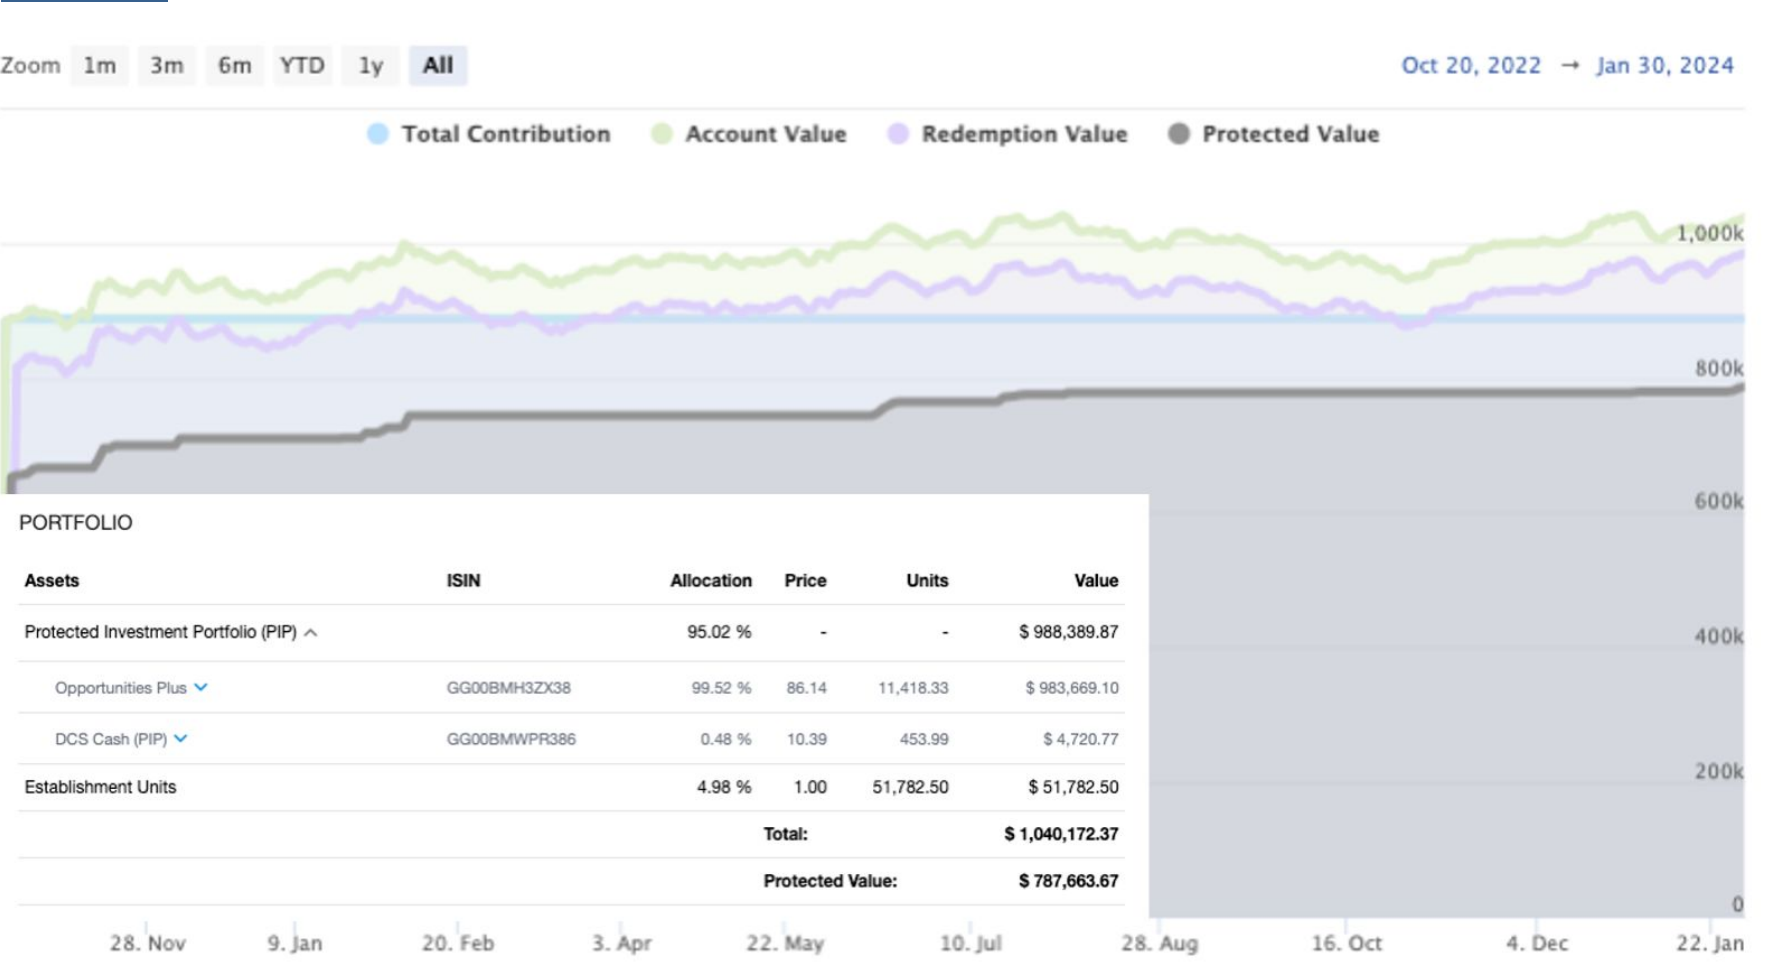 Zoom 1m 3m 6m YTD 1y All Oct 20, 2022 → Jan 30, 2024
Total Contribution Account Value Redemption Value Protected Value
1,000k
800k
600k
PORTFOLIO
Assets ISIN Allocation Price Units Value
Protected Investment Portfolio (PIP) 95.02 % - - $ 988,389.87
400k
Opportunities Plus GG00BMH3ZX38 99.52 % 86.14 11,418.33 $ 983,669.10
DCS Cash (PIP) GG00BMWPR386 0.48 % 10.39 453.99 $ 4,720.77
200k
Establishment Units 4.98 % 1.00 51,782.50 $ 51,782.50
Total: $ 1,040,172.37
Protected Value: $ 787,663.67
0
28. Nov 9. Jan 20. Feb 3. Apr 22. May 10. Jul 28. Aug 16. Oct 4. Dec 22. Jan